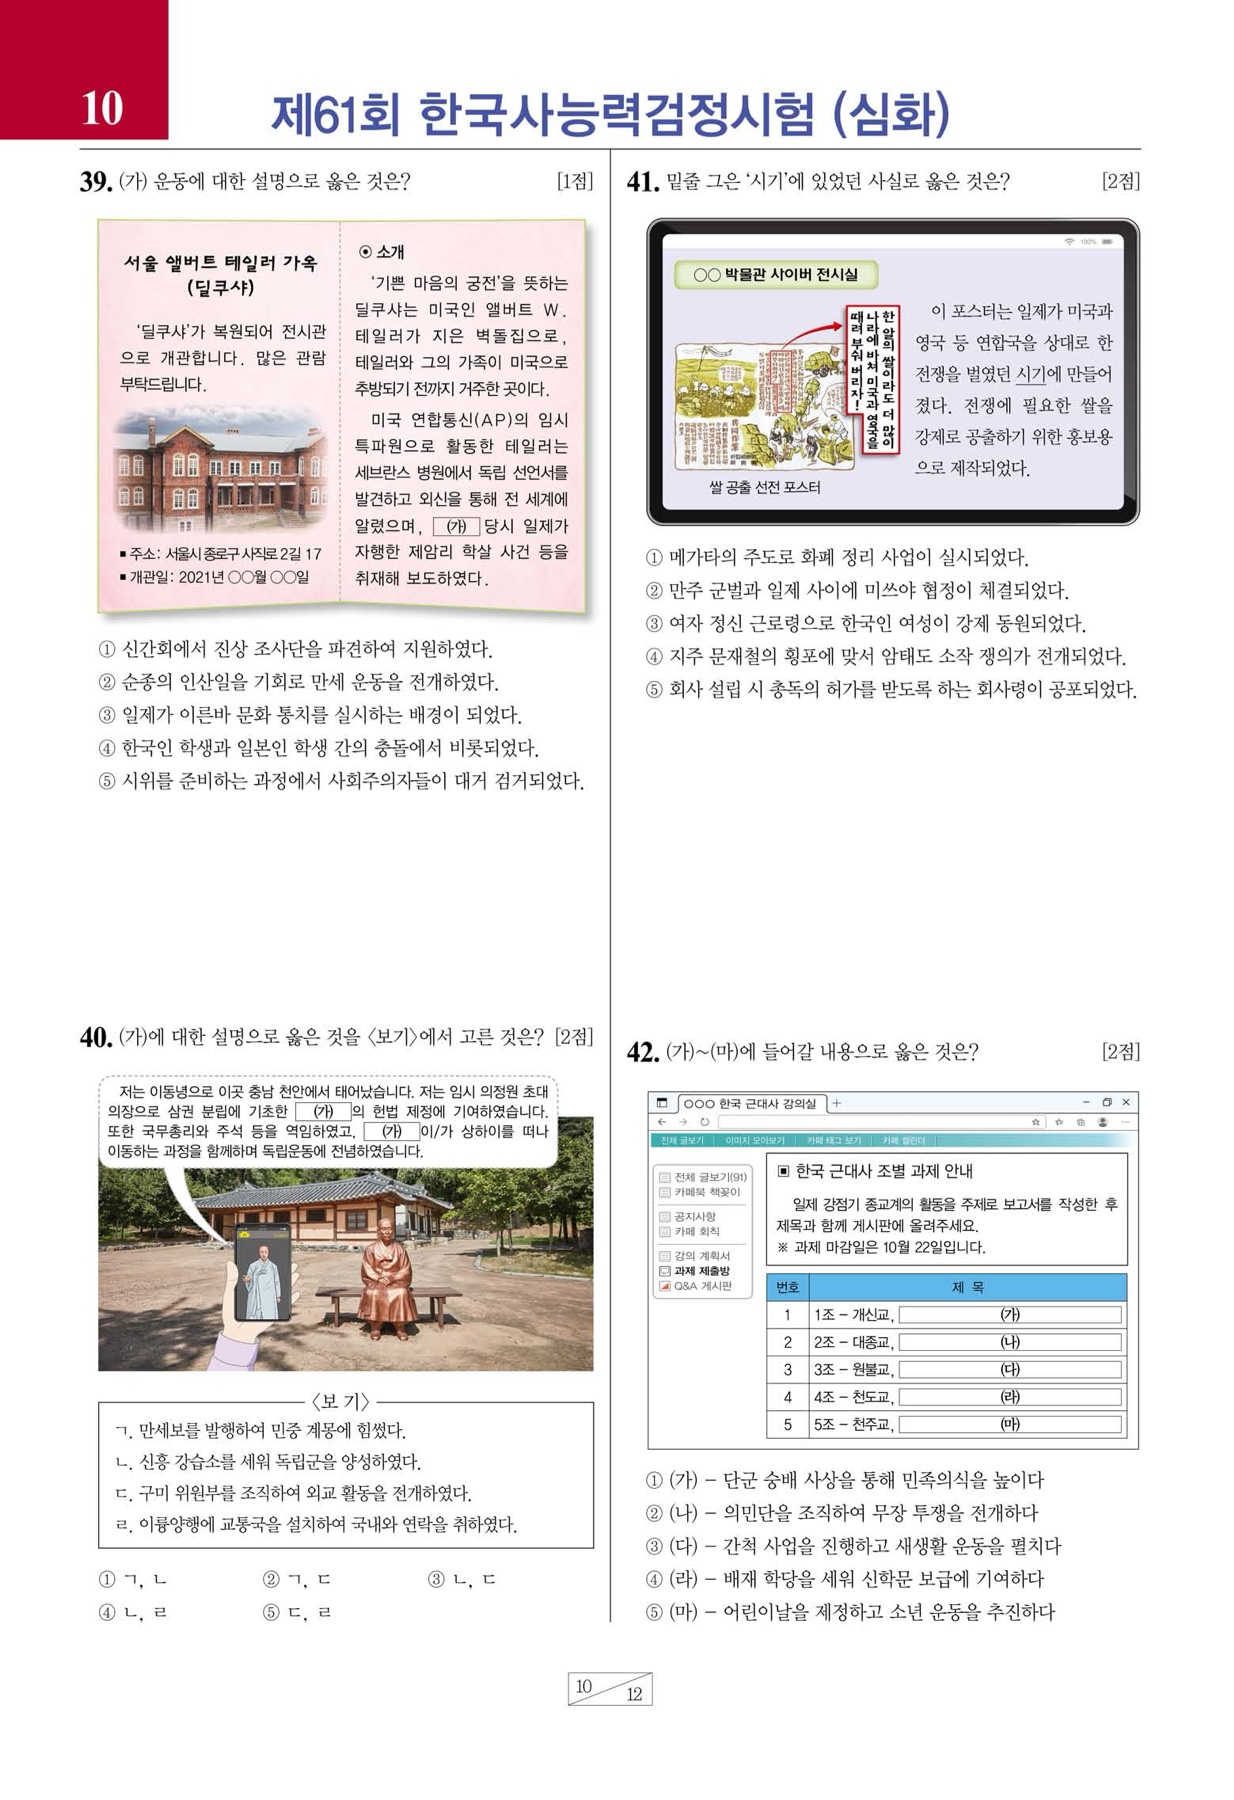 10
제61회 한국사능력검정시험 (심화)
39. (가) 운동에 대한 설명으로 옳은 것은? [1점]
서울 앨버트 테일러 가옥
(딜쿠샤)
'딜쿠샤'가 복원되어 전시관
으로 개관합니다. 많은 관람
부탁드립니다.
▪ 주소: 서울시 종로구 사직로 2길 17
▪ 개관일: 2021년 ○○월 ○○일
⊙ 소개
'기쁜 마음의 궁전'을 뜻하는
딜쿠샤는 미국인 앨버트 W.
테일러가 지은 벽돌집으로,
테일러와 그의 가족이 미국으로
추방되기 전까지 거주한 곳이다.
미국 연합통신(AP)의 임시
특파원으로 활동한 테일러는
세브란스 병원에서 독립 선언서를
발견하고 외신을 통해 전 세계에
알렸으며, (가) 당시 일제가
자행한 제암리 학살 사건 등을
취재해 보도하였다.
① 신간회에서 진상 조사단을 파견하여 지원하였다.
② 순종의 인산일을 기회로 만세 운동을 전개하였다.
③ 일제가 이른바 문화 통치를 실시하는 배경이 되었다.
④ 한국인 학생과 일본인 학생 간의 충돌에서 비롯되었다.
⑤ 시위를 준비하는 과정에서 사회주의자들이 대거 검거되었다.
40. (가)에 대한 설명으로 옳은 것을 〈보기〉에서 고른 것은? [2점]
저는 이동녕으로 이곳 충남 천안에서 태어났습니다. 저는 임시 의정원 초대
의장으로 삼권 분립에 기초한 (가) 의 헌법 제정에 기여하였습니다.
또한 국무총리와 주석 등을 역임하였고, (가) 이/가 상하이를 떠나
이동하는 과정을 함께하며 독립운동에 전념하였습니다.
〈보 기〉
ㄱ. 만세보를 발행하여 민중 계몽에 힘썼다.
ㄴ. 신흥 강습소를 세워 독립군을 양성하였다.
ㄷ. 구미 위원부를 조직하여 외교 활동을 전개하였다.
ㄹ. 이륭양행에 교통국을 설치하여 국내와 연락을 취하였다.
① ㄱ, ㄴ ② ㄱ, ㄷ ③ ㄴ, ㄷ
④ ㄴ, ㄹ ⑤ ㄷ, ㄹ
41. 밑줄 그은 '시기'에 있었던 사실로 옳은 것은? [2점]
100%
○○ 박물관 사이버 전시실
한 알의 쌀이라도 더 많이
나라에 바쳐 미국과 영국을
때려 부숴 버리자!
쌀 공출 선전 포스터
이 포스터는 일제가 미국과
영국 등 연합국을 상대로 한
전쟁을 벌였던 시기에 만들어
졌다. 전쟁에 필요한 쌀을
강제로 공출하기 위한 홍보용
으로 제작되었다.
① 메가타의 주도로 화폐 정리 사업이 실시되었다.
② 만주 군벌과 일제 사이에 미쓰야 협정이 체결되었다.
③ 여자 정신 근로령으로 한국인 여성이 강제 동원되었다.
④ 지주 문재철의 횡포에 맞서 암태도 소작 쟁의가 전개되었다.
⑤ 회사 설립 시 총독의 허가를 받도록 하는 회사령이 공포되었다.
42. (가)~(마)에 들어갈 내용으로 옳은 것은? [2점]
○○○ 한국 근대사 강의실
전체 글보기 | 이미지 모아보기 | 카페 태그 보기 | 카페 캘린더
전체 글보기(91)
카페북 책꽂이
공지사항
카페 회칙
강의 계획서
과제 제출방
Q&A 게시판
▣ 한국 근대사 조별 과제 안내
일제 강점기 종교계의 활동을 주제로 보고서를 작성한 후
제목과 함께 게시판에 올려주세요.
※ 과제 마감일은 10월 22일입니다.
번호 제 목
1 1조 - 개신교, (가)
2 2조 - 대종교, (나)
3 3조 - 원불교, (다)
4 4조 - 천도교, (라)
5 5조 - 천주교, (마)
① (가) - 단군 숭배 사상을 통해 민족의식을 높이다
② (나) - 의민단을 조직하여 무장 투쟁을 전개하다
③ (다) - 간척 사업을 진행하고 새생활 운동을 펼치다
④ (라) - 배재 학당을 세워 신학문 보급에 기여하다
⑤ (마) - 어린이날을 제정하고 소년 운동을 추진하다
10
12